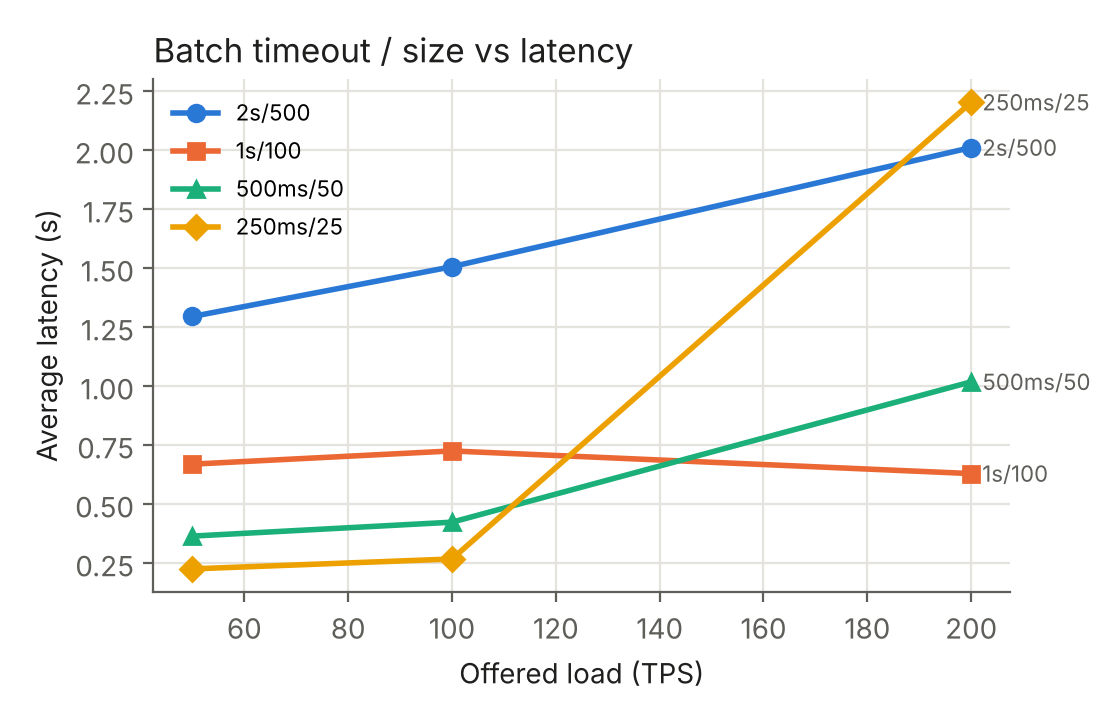 Batch timeout / size vs latency
2s/500
1s/100
500ms/50
250ms/25
Average latency (s)
2.25
2.00
1.75
1.50
1.25
1.00
0.75
0.50
0.25
250ms/25
2s/500
500ms/50
1s/100
60 80 100 120 140 160 180 200
Offered load (TPS)